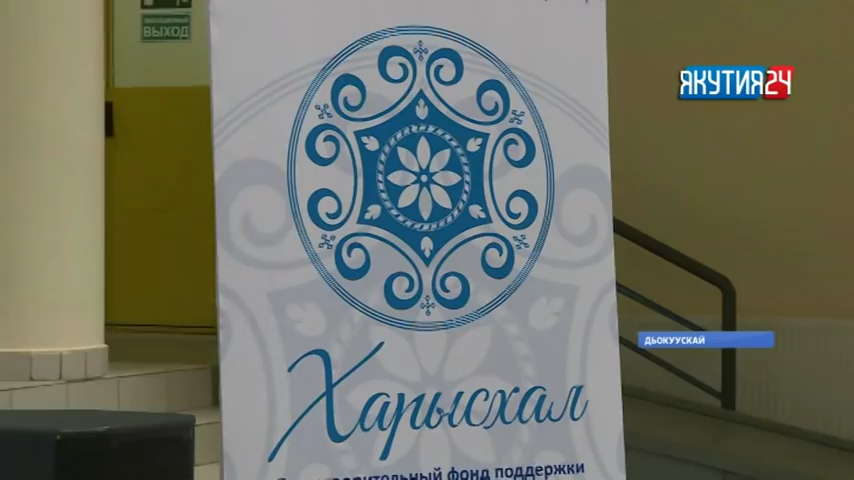 ВЫХОД
ЯКУТИЯ24
ДЬОКУУСКАЙ
Харысхал
фонд поддержки